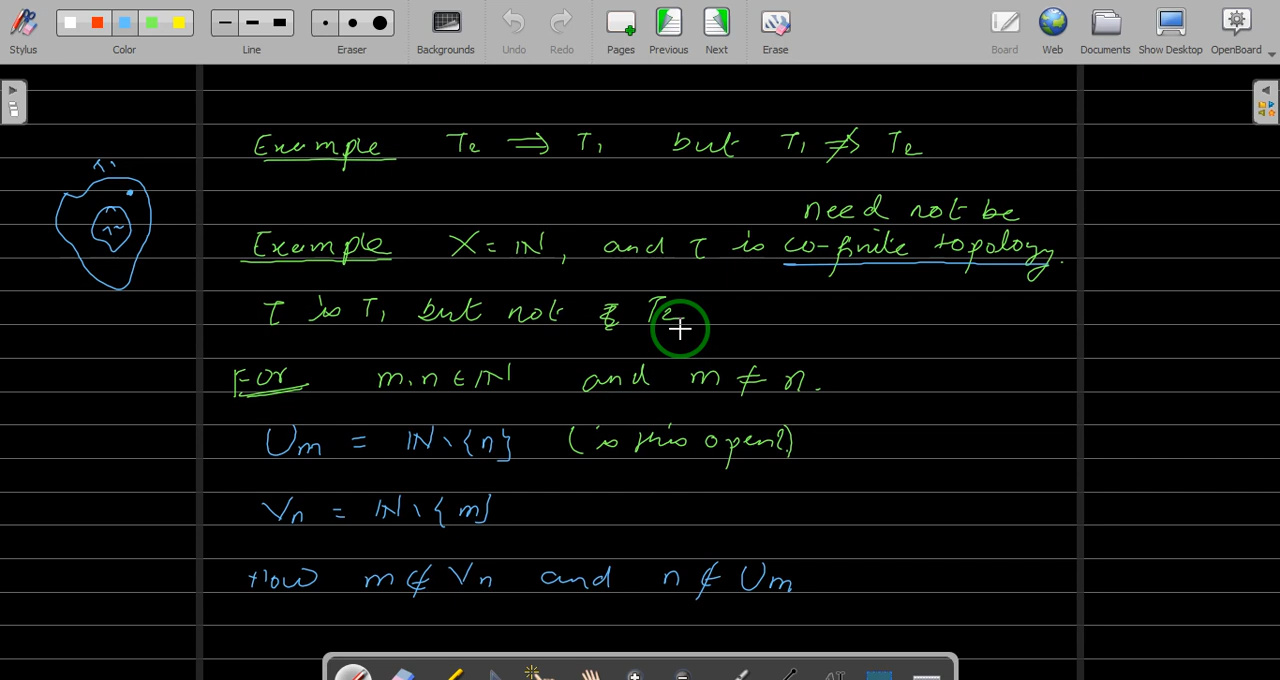 Stylus Color Line Eraser Backgrounds Undo Redo Pages Previous Next Erase Board Web Documents Show Desktop OpenBoard
Example T₂ ⟹ T₁ but T₁ ⇏ T₂
need not be
Example X = ℕ, and τ is co-finite topology.
τ is T₁ but not T₂
For m, n ∈ ℕ and m ≠ n.
Uₘ = ℕ \ {n} (is this open?)
Vₙ = ℕ \ {m}
Now m ∉ Vₙ and n ∉ Uₘ